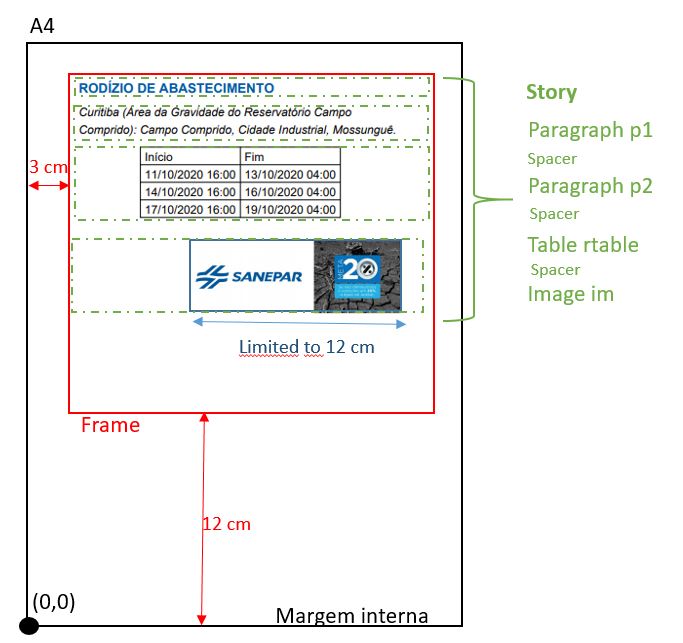 A4
RODÍZIO DE ABASTECIMENTO
Curitiba (Área da Gravidade do Reservatório Campo
Comprido): Campo Comprido, Cidade Industrial, Mossunguê.
Início Fim
11/10/2020 16:00 13/10/2020 04:00
14/10/2020 16:00 16/10/2020 04:00
17/10/2020 16:00 19/10/2020 04:00
3 cm
SANEPAR
META
20
%
Limited to 12 cm
Frame
12 cm
(0,0)
Margem interna
Story
Paragraph p1
Spacer
Paragraph p2
Spacer
Table rtable
Spacer
Image im